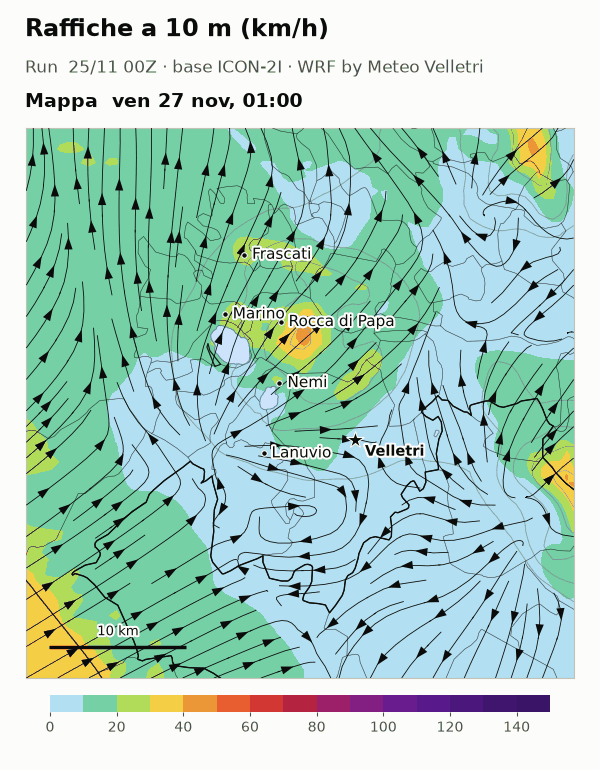 Raffiche a 10 m (km/h)
Run  25/11 00Z · base ICON-2I · WRF by Meteo Velletri
Mappa  ven 27 nov, 01:00
Frascati
Marino
Rocca di Papa
Nemi
Lanuvio
Velletri
10 km
0 20 40 60 80 100 120 140